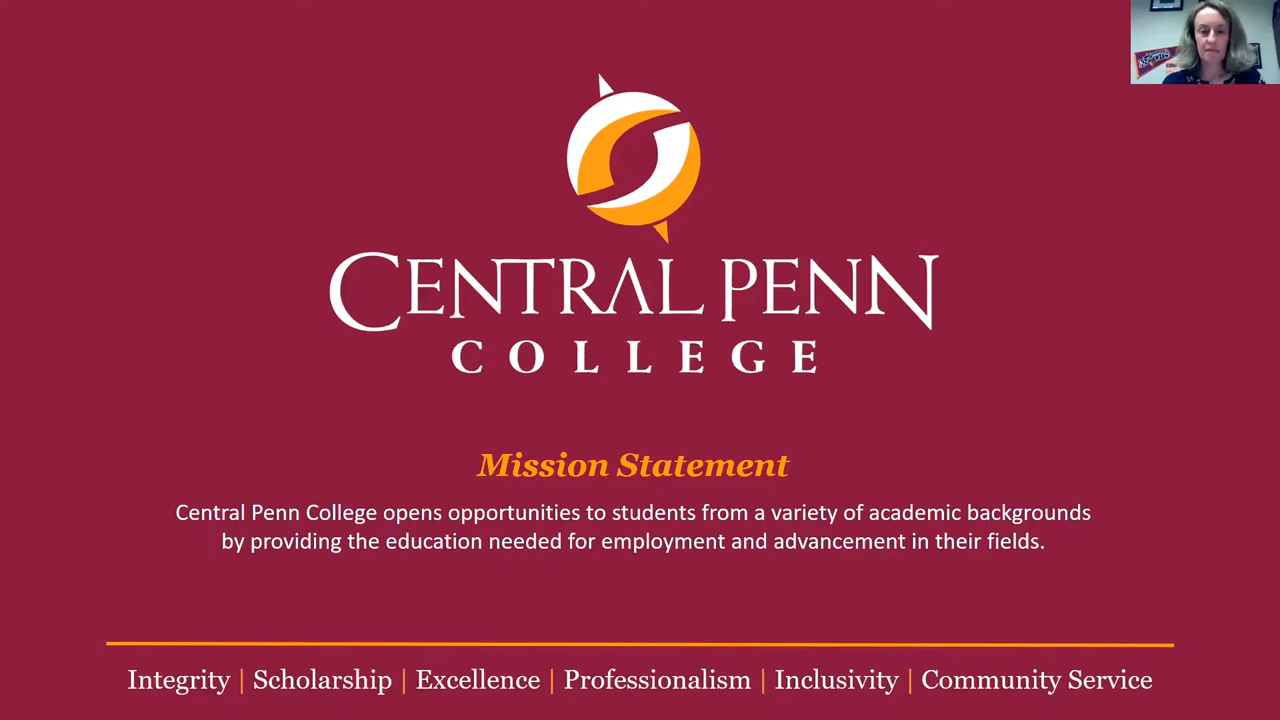 CENTRAL PENN
COLLEGE
Mission Statement
Central Penn College opens opportunities to students from a variety of academic backgrounds
by providing the education needed for employment and advancement in their fields.
Integrity | Scholarship | Excellence | Professionalism | Inclusivity | Community Service